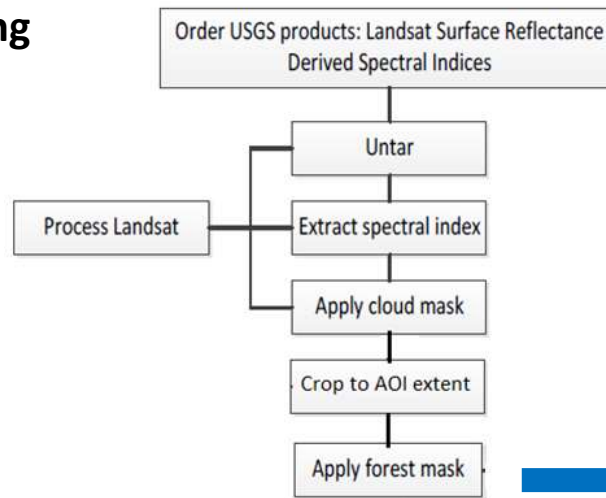 ng
Order USGS products: Landsat Surface Reflectance
Derived Spectral Indices
Untar
Process Landsat
Extract spectral index
Apply cloud mask
Crop to AOI extent
Apply forest mask